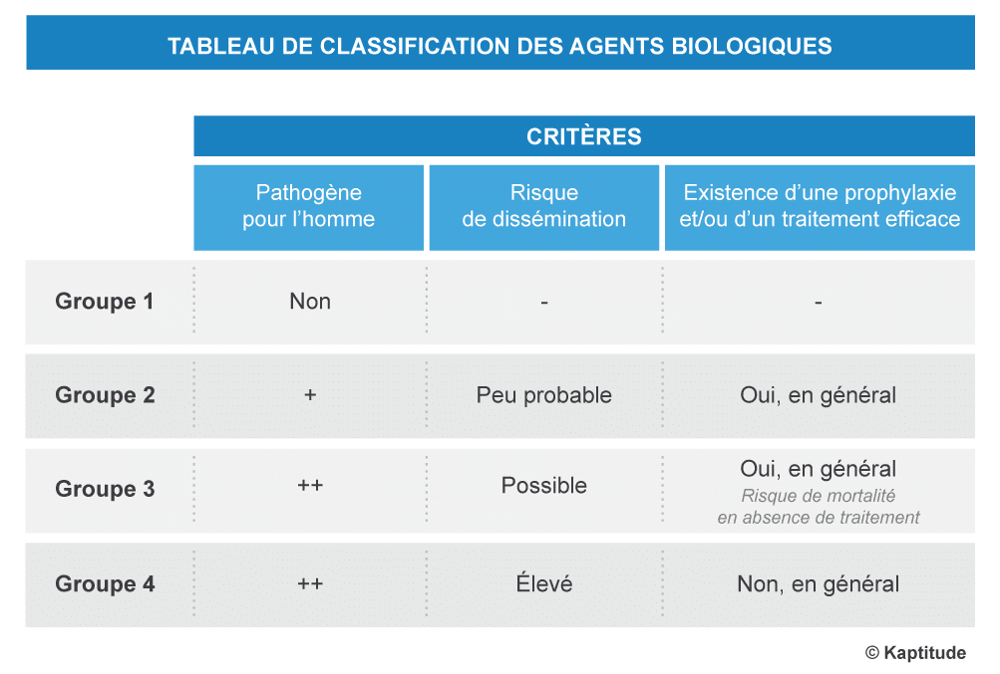 TABLEAU DE CLASSIFICATION DES AGENTS BIOLOGIQUES
CRITÈRES
Pathogène
pour l’homme
Risque
de dissémination
Existence d’une prophylaxie
et/ou d’un traitement efficace
Groupe 1
Non
-
-
Groupe 2
+
Peu probable
Oui, en général
Groupe 3
++
Possible
Oui, en général
Risque de mortalité
en absence de traitement
Groupe 4
++
Élevé
Non, en général
© Kaptitude